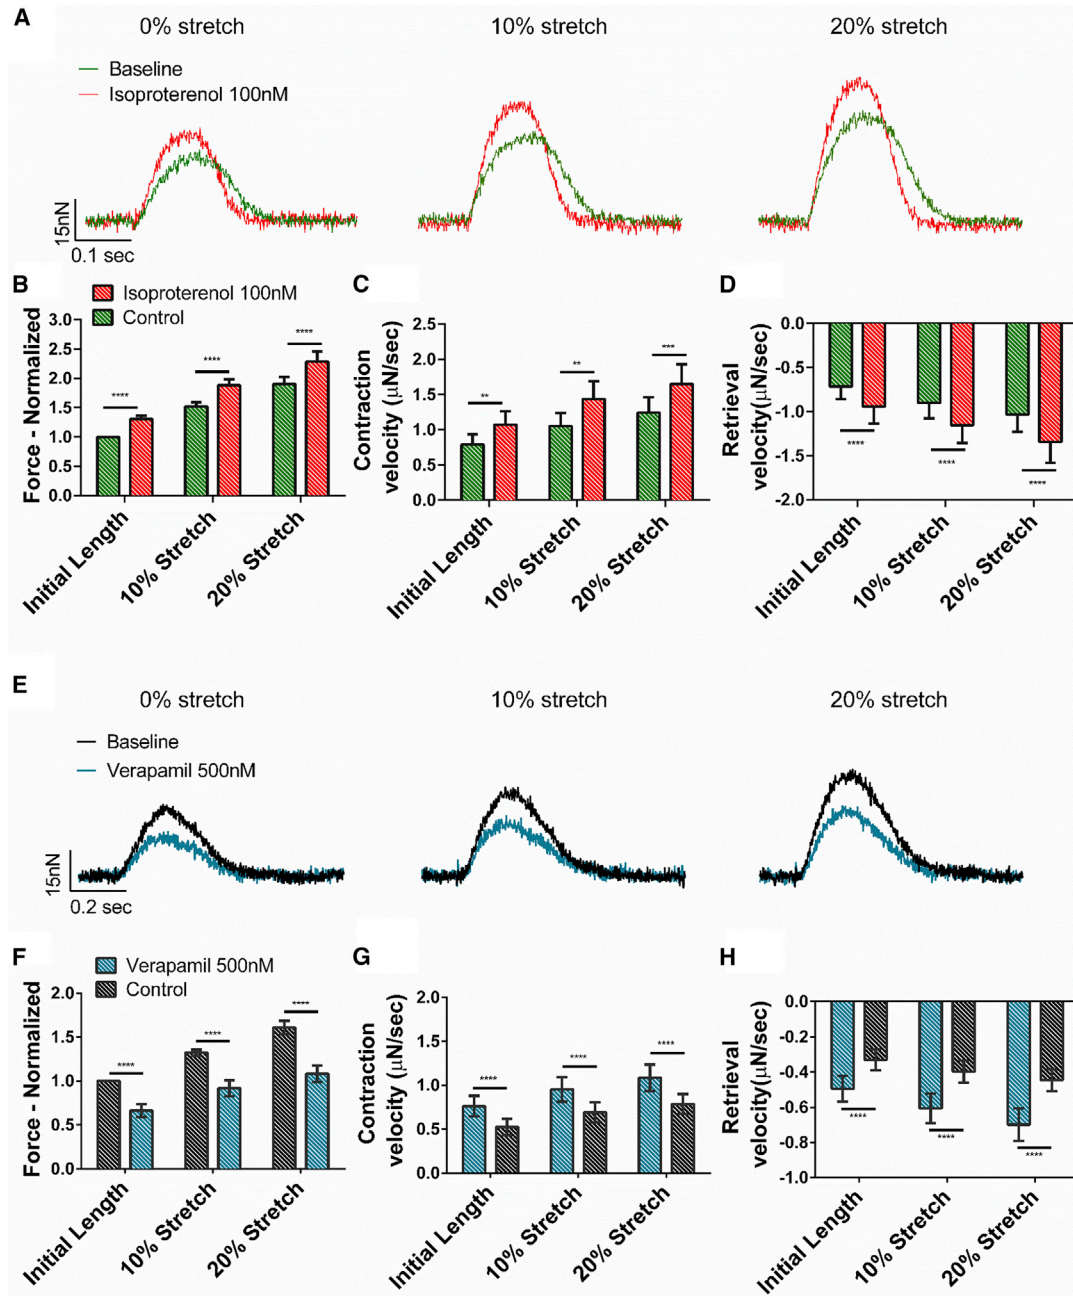 A
0% stretch
10% stretch
20% stretch
Baseline
Isoproterenol 100nM
15nN
0.1 sec
B
Isoproterenol 100nM
Control
Force - Normalized
3.0
2.5
2.0
1.5
1.0
0.5
0.0
****
****
****
Initial Length
10% Stretch
20% Stretch
C
Contraction
velocity (µN/sec)
2.5
2.0
1.5
1.0
0.5
0.0
**
**
***
Initial Length
10% Stretch
20% Stretch
D
Retrieval
velocity(µN/sec)
0.0
-0.5
-1.0
-1.5
-2.0
****
****
****
Initial Length
10% Stretch
20% Stretch
E
0% stretch
10% stretch
20% stretch
Baseline
Verapamil 500nM
15nN
0.2 sec
F
Verapamil 500nM
Control
Force - Normalized
2.0
1.5
1.0
0.5
0.0
****
****
****
Initial Length
10% Stretch
20% Stretch
G
Contraction
velocity (µN/sec)
2.0
1.5
1.0
0.5
0.0
****
****
****
Initial Length
10% Stretch
20% Stretch
H
Retrieval
velocity(µN/sec)
0.0
-0.2
-0.4
-0.6
-0.8
-1.0
****
****
****
Initial Length
10% Stretch
20% Stretch